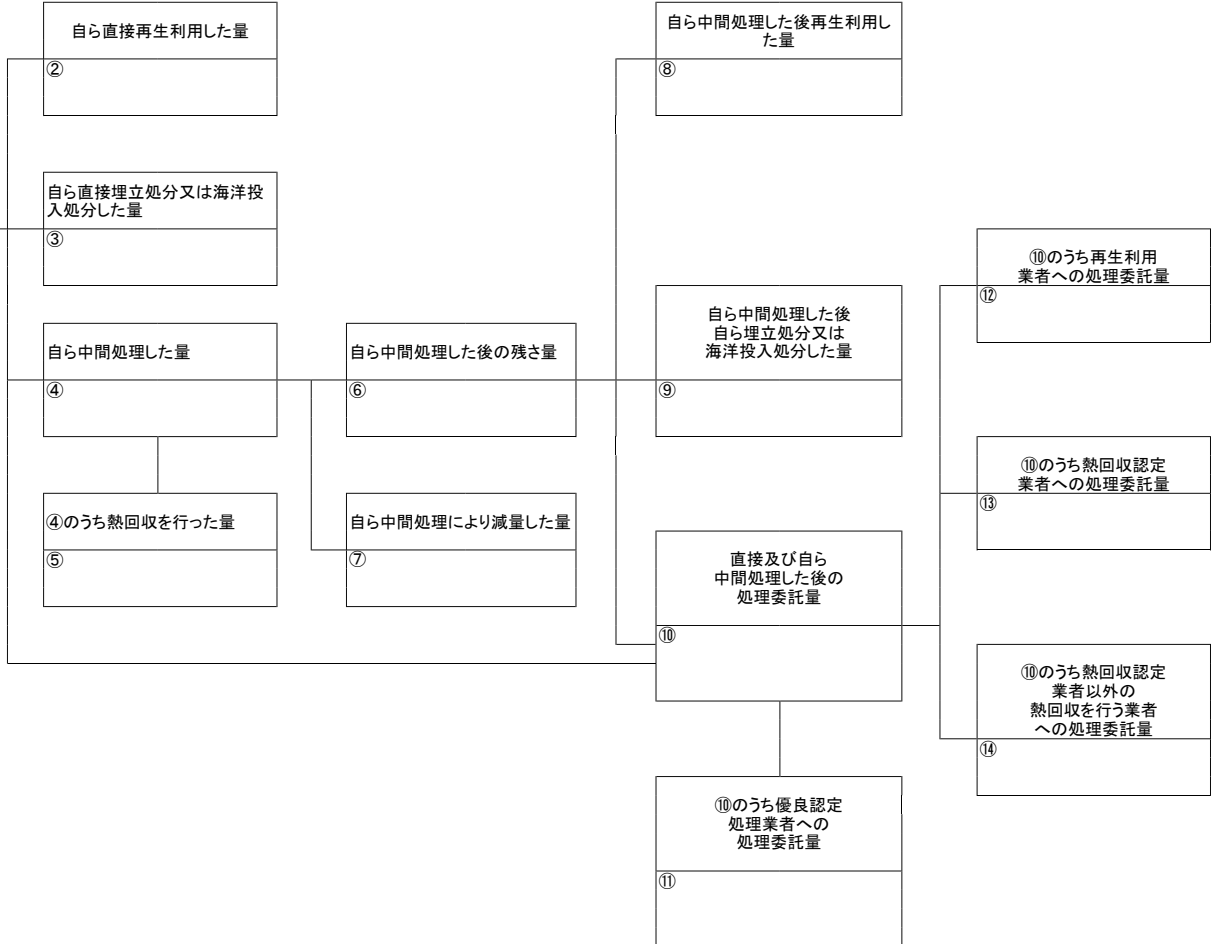 自ら直接再生利用した量
②
自ら直接埋立処分又は海洋投
入処分した量
③
自ら中間処理した量
④
④のうち熱回収を行った量
⑤
自ら中間処理した後の残さ量
⑥
自ら中間処理により減量した量
⑦
自ら中間処理した後再生利用し
た量
⑧
自ら中間処理した後
自ら埋立処分又は
海洋投入処分した量
⑨
直接及び自ら
中間処理した後の
処理委託量
⑩
⑩のうち優良認定
処理業者への
処理委託量
⑪
⑩のうち再生利用
業者への処理委託量
⑫
⑩のうち熱回収認定
業者への処理委託量
⑬
⑩のうち熱回収認定
業者以外の
熱回収を行う業者
への処理委託量
⑭